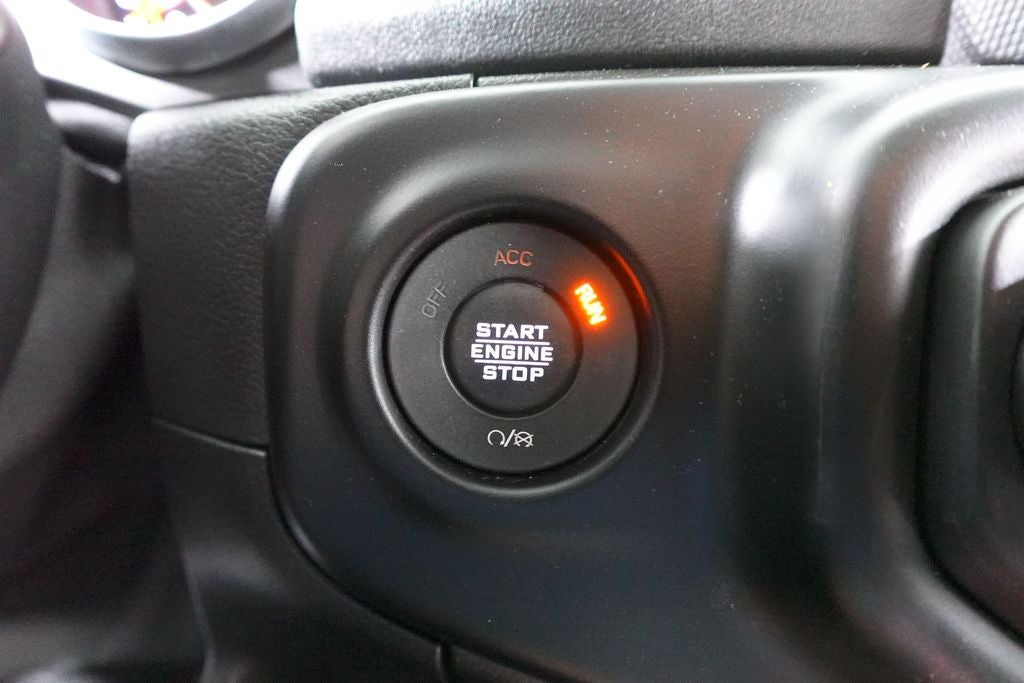 ACC
OFF
RUN
START
ENGINE
STOP